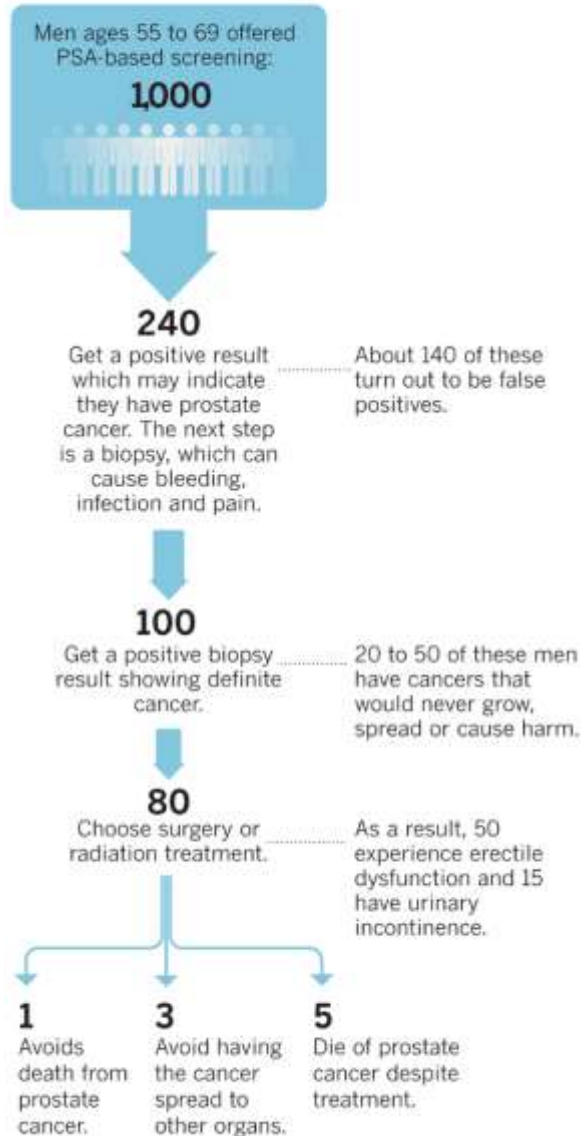 Men ages 55 to 69 offered
PSA-based screening:
1,000
240
Get a positive result
which may indicate
they have prostate
cancer. The next step
is a biopsy, which can
cause bleeding,
infection and pain.
About 140 of these
turn out to be false
positives.
100
Get a positive biopsy
result showing definite
cancer.
20 to 50 of these men
have cancers that
would never grow,
spread or cause harm.
80
Choose surgery or
radiation treatment.
As a result, 50
experience erectile
dysfunction and 15
have urinary
incontinence.
1
Avoids
death from
prostate
cancer.
3
Avoid having
the cancer
spread to
other organs.
5
Die of prostate
cancer despite
treatment.